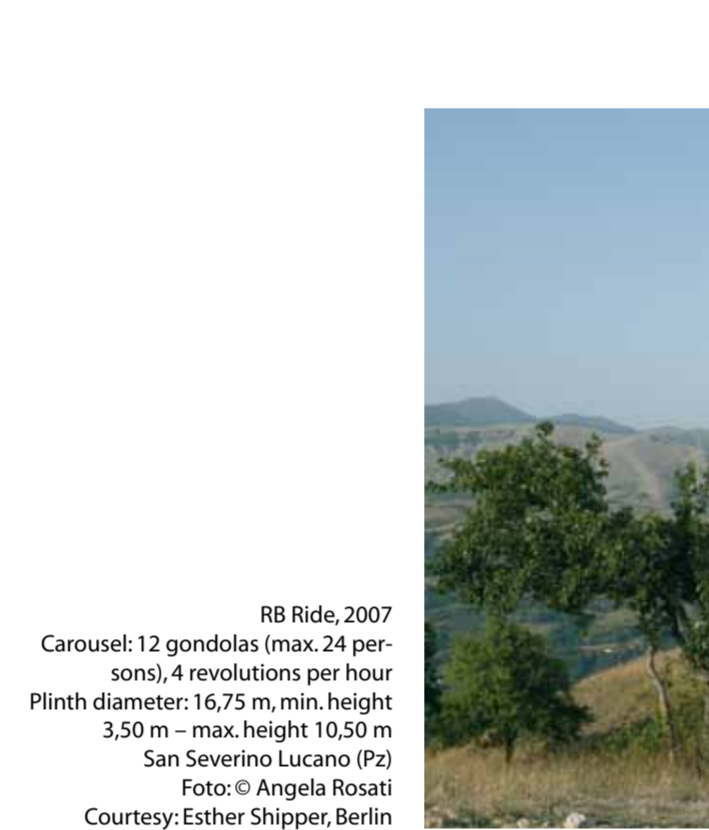 RB Ride, 2007
Carousel: 12 gondolas (max. 24 per-
sons), 4 revolutions per hour
Plinth diameter: 16,75 m, min. height
3,50 m – max. height 10,50 m
San Severino Lucano (Pz)
Foto: © Angela Rosati
Courtesy: Esther Shipper, Berlin